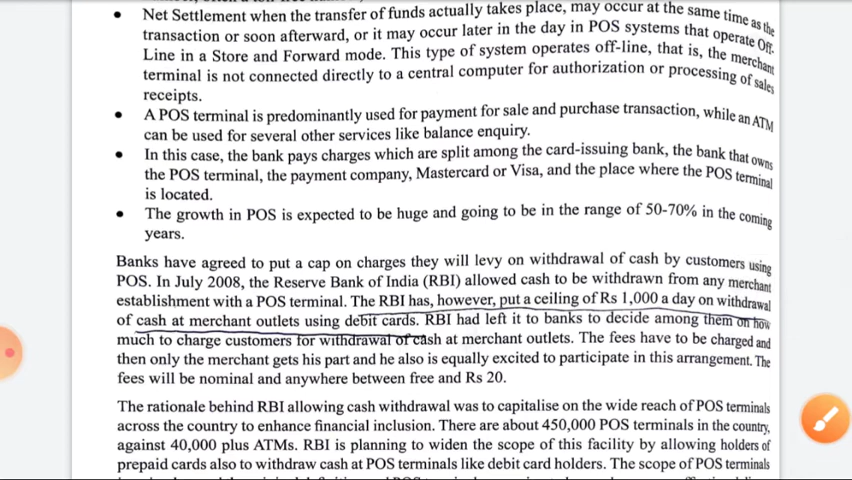 • Net Settlement when the transfer of funds actually takes place, may occur at the same time as the
transaction or soon afterward, or it may occur later in the day in POS systems that operate Off-
Line in a Store and Forward mode. This type of system operates off-line, that is, the merchant
terminal is not connected directly to a central computer for authorization or processing of sales
receipts.
• A POS terminal is predominantly used for payment for sale and purchase transaction, while an ATM
can be used for several other services like balance enquiry.
• In this case, the bank pays charges which are split among the card-issuing bank, the bank that owns
the POS terminal, the payment company, Mastercard or Visa, and the place where the POS terminal
is located.
• The growth in POS is expected to be huge and going to be in the range of 50-70% in the coming
years.
Banks have agreed to put a cap on charges they will levy on withdrawal of cash by customers using
POS. In July 2008, the Reserve Bank of India (RBI) allowed cash to be withdrawn from any merchant
establishment with a POS terminal. The RBI has, however, put a ceiling of Rs 1,000 a day on withdrawal
of cash at merchant outlets using debit cards. RBI had left it to banks to decide among them on how
much to charge customers for withdrawal of cash at merchant outlets. The fees have to be charged and
then only the merchant gets his part and he also is equally excited to participate in this arrangement. The
fees will be nominal and anywhere between free and Rs 20.
The rationale behind RBI allowing cash withdrawal was to capitalise on the wide reach of POS terminals
across the country to enhance financial inclusion. There are about 450,000 POS terminals in the country,
against 40,000 plus ATMs. RBI is planning to widen the scope of this facility by allowing holders of
prepaid cards also to withdraw cash at POS terminals like debit card holders. The scope of POS terminals